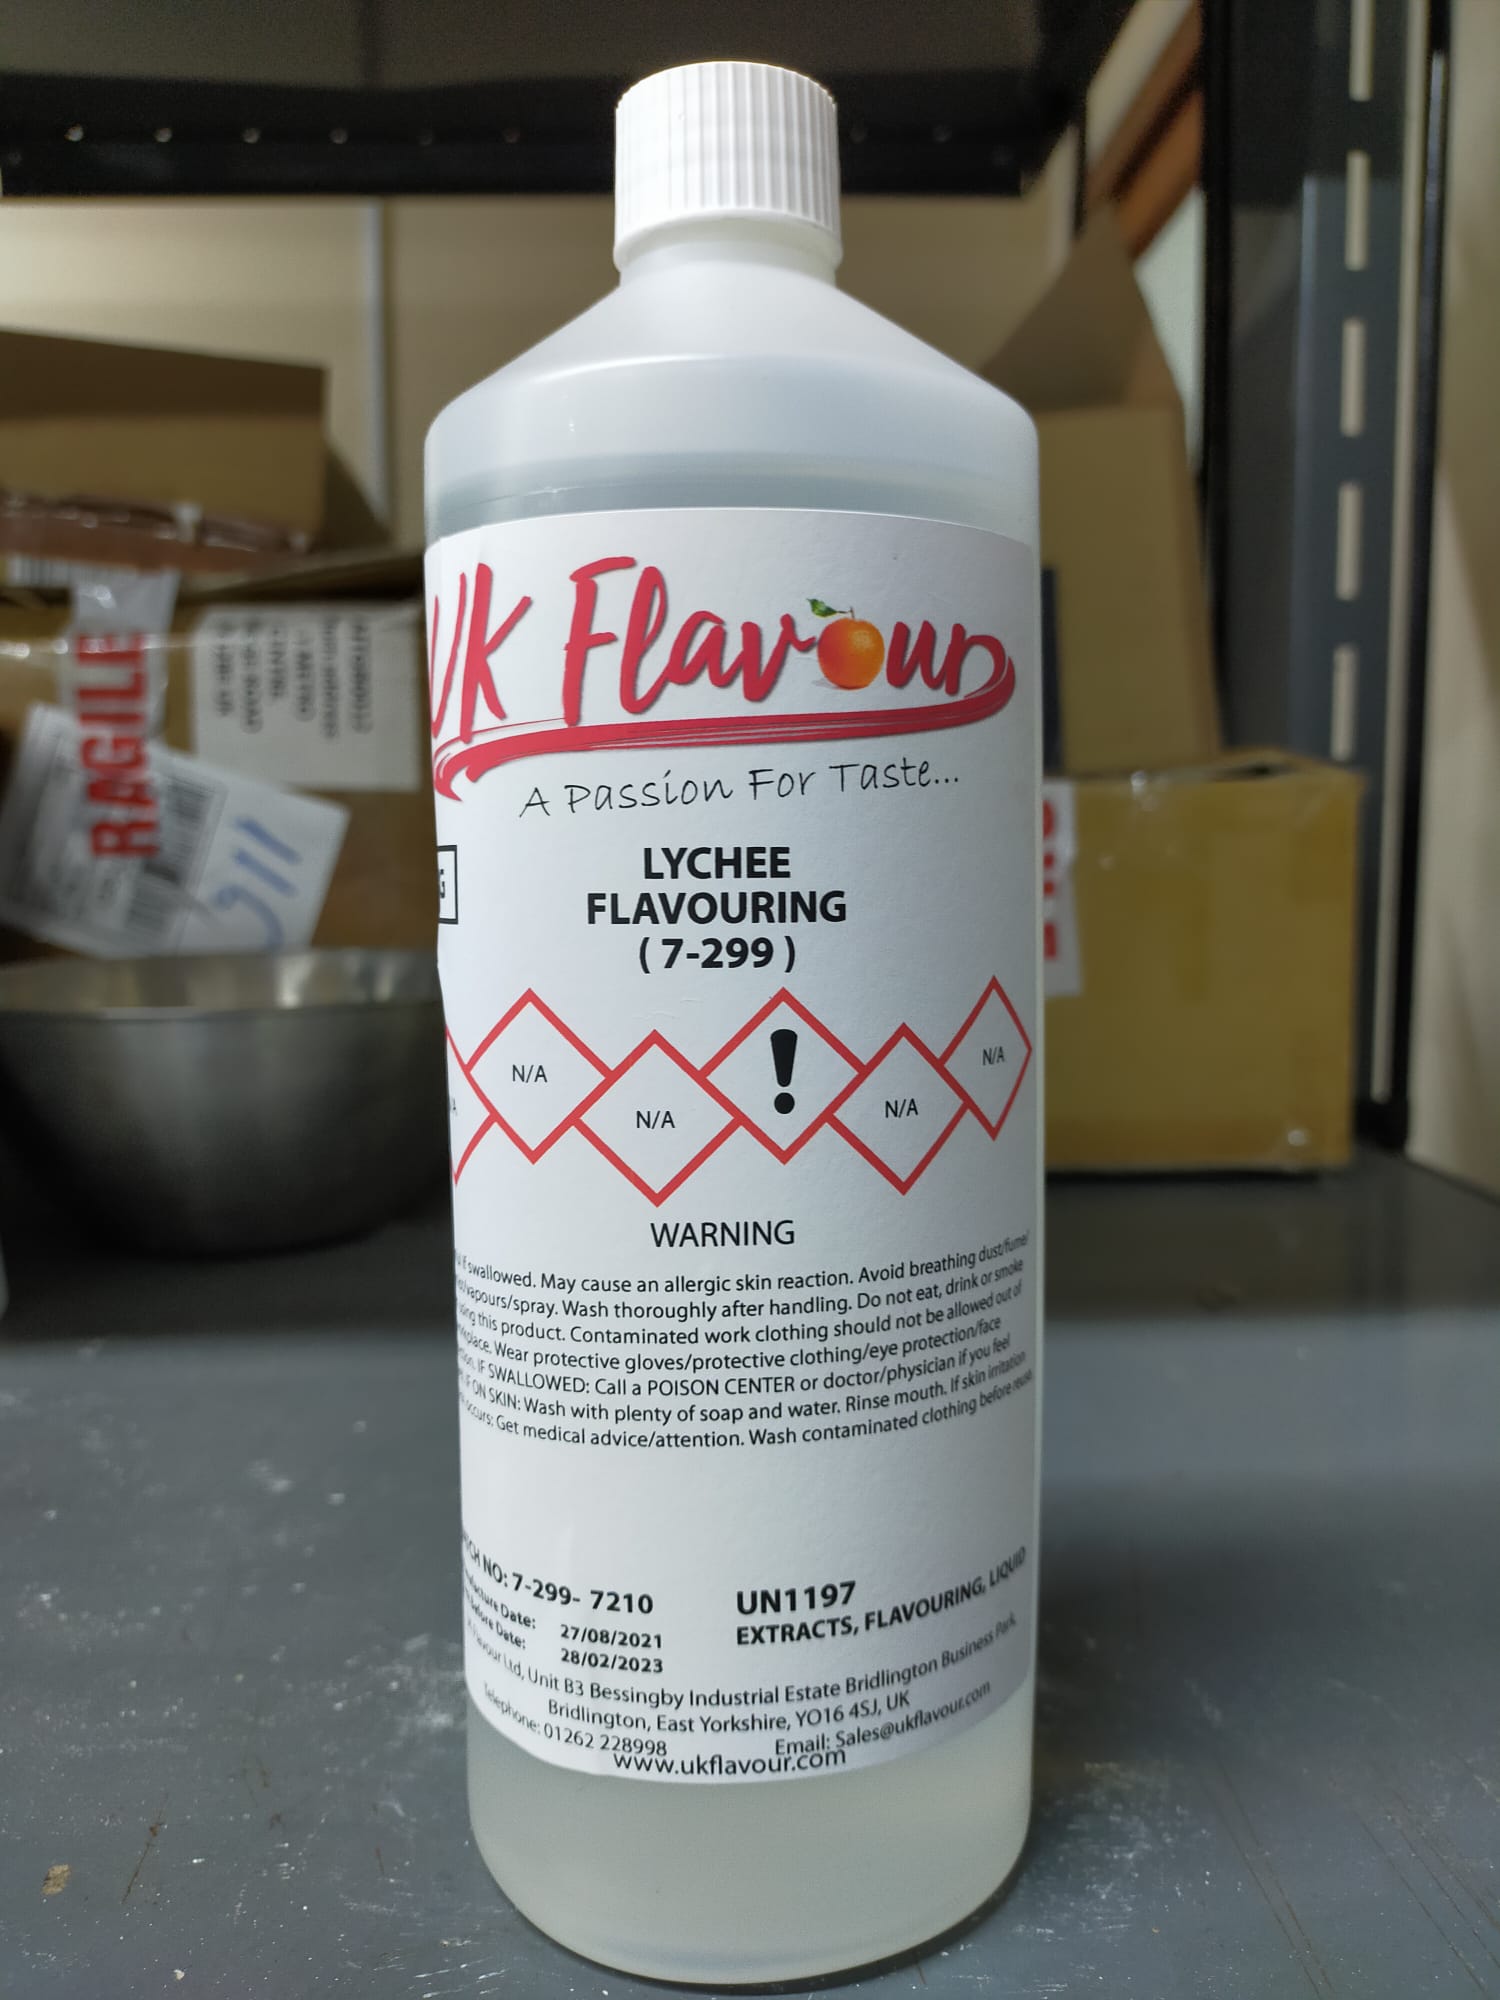 UK Flavour
A Passion For Taste...
LYCHEE
FLAVOURING
( 7-299 )
G
N/A
N/A
!
N/A
N/A
WARNING
if swallowed. May cause an allergic skin reaction. Avoid breathing dust/fume/
vapours/spray. Wash thoroughly after handling. Do not eat, drink or smoke
this product. Contaminated work clothing should not be allowed out of
Wear protective gloves/protective clothing/eye protection/face
IF SWALLOWED: Call a POISON CENTER or doctor/physician if you feel
IF ON SKIN: Wash with plenty of soap and water. Rinse mouth. If skin irritation
occurs: Get medical advice/attention. Wash contaminated clothing before reuse.
NO: 7-299- 7210
Date: 27/08/2021
Date: 28/02/2023
UN1197
EXTRACTS, FLAVOURING, LIQUID
Ltd, Unit B3 Bessingby Industrial Estate Bridlington Business Park,
Bridlington, East Yorkshire, YO16 4SJ, UK
Telephone: 01262 228998
Email: Sales@ukflavour.com
www.ukflavour.com
FRAGILE